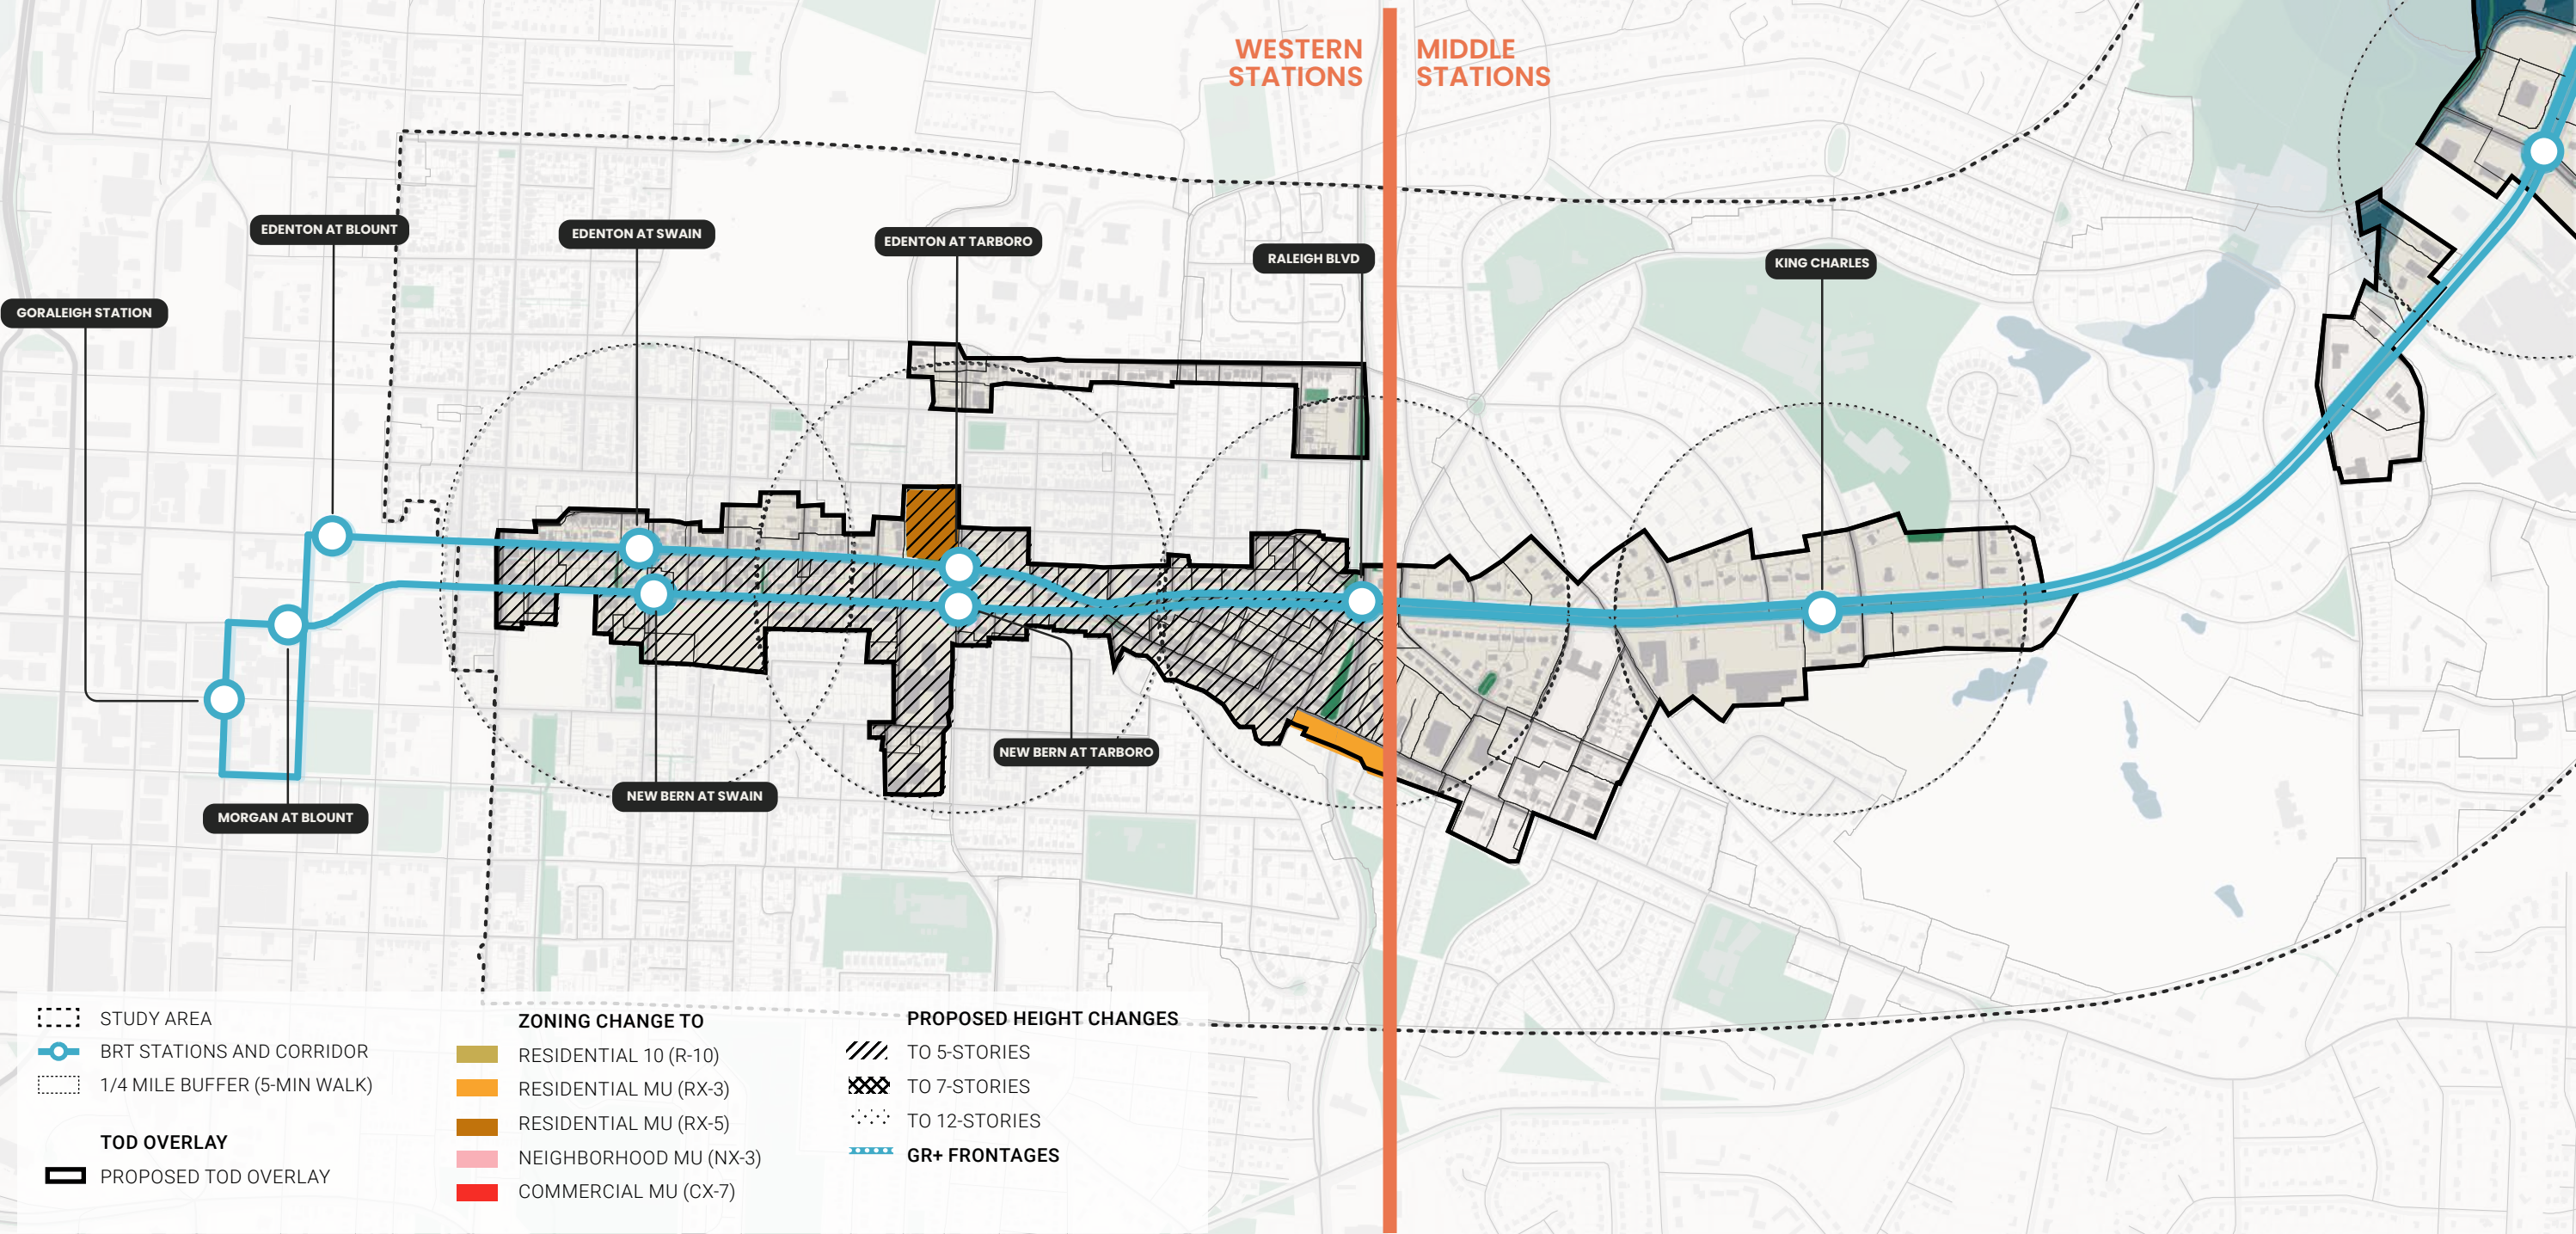 WESTERN
STATIONS
MIDDLE
STATIONS
EDENTON AT BLOUNT
EDENTON AT SWAIN
EDENTON AT TARBORO
RALEIGH BLVD
KING CHARLES
GORALEIGH STATION
NEW BERN AT TARBORO
NEW BERN AT SWAIN
MORGAN AT BLOUNT
STUDY AREA
BRT STATIONS AND CORRIDOR
1/4 MILE BUFFER (5-MIN WALK)
TOD OVERLAY
PROPOSED TOD OVERLAY
ZONING CHANGE TO
RESIDENTIAL 10 (R-10)
RESIDENTIAL MU (RX-3)
RESIDENTIAL MU (RX-5)
NEIGHBORHOOD MU (NX-3)
COMMERCIAL MU (CX-7)
PROPOSED HEIGHT CHANGES
TO 5-STORIES
TO 7-STORIES
TO 12-STORIES
GR+ FRONTAGES